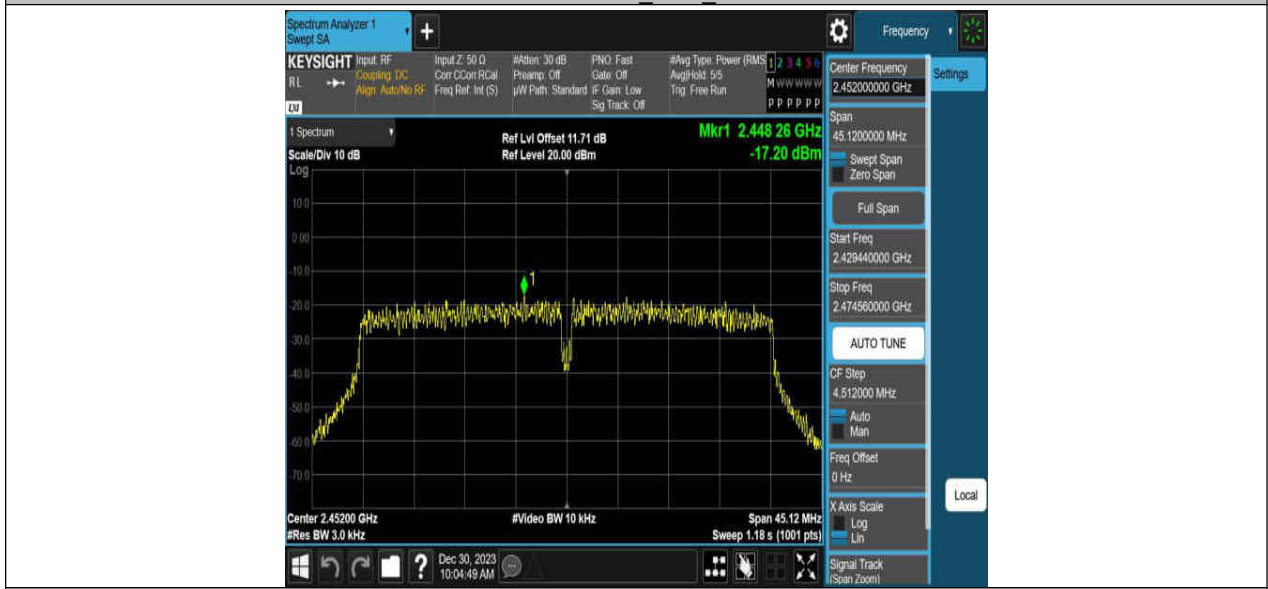 Spectrum Analyzer 1
Swept SA
Frequency
KEYSIGHT
RL
LXI
Input: RF
Coupling: DC
Align: Auto/No RF
Input Z: 50 Ω
Corr CCorr RCal
Freq Ref: Int (S)
#Atten: 30 dB
Preamp: Off
µW Path: Standard
PNO: Fast
Gate: Off
IF Gain: Low
Sig Track: Off
#Avg Type: Power (RMS
Avg|Hold: 5/5
Trig: Free Run
1 2 3 4 5 6
M W W W W W
P P P P P P
1 Spectrum
Scale/Div 10 dB
Log
Ref Lvl Offset 11.71 dB
Ref Level 20.00 dBm
Mkr1 2.448 26 GHz
-17.20 dBm
10.0
0.00
-10.0
-20.0
-30.0
-40.0
-50.0
-60.0
-70.0
1
Center 2.45200 GHz
#Res BW 3.0 kHz
#Video BW 10 kHz
Span 45.12 MHz
Sweep 1.18 s (1001 pts)
?
Dec 30, 2023
10:04:49 AM
Center Frequency
2.452000000 GHz
Settings
Span
45.1200000 MHz
Swept Span
Zero Span
Full Span
Start Freq
2.429440000 GHz
Stop Freq
2.474560000 GHz
AUTO TUNE
CF Step
4.512000 MHz
Auto
Man
Freq Offset
0 Hz
X Axis Scale
Log
Lin
Signal Track
(Span Zoom)
Local